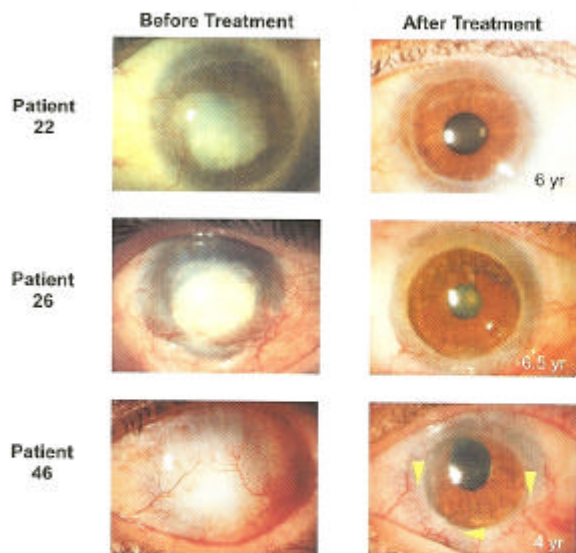 Before Treatment After Treatment
Patient
22
6 yr
Patient
26
6.5 yr
Patient
46
4 yr